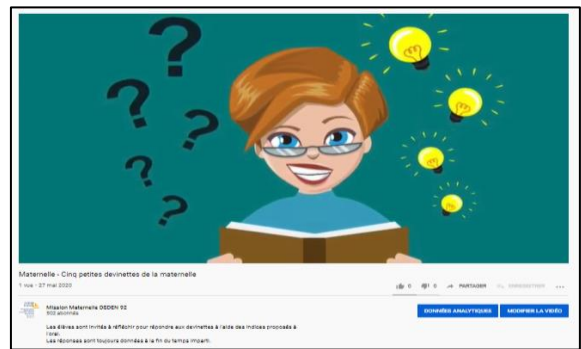 Maternelle - Cinq petites devinettes de la maternelle
1 vue - 27 mai 2020
0
0
PARTAGER
ENREGISTRER
...
Mission Maternelle DSDEN 92
DONNÉES ANALYTIQUES
MODIFIER LA VIDÉO
abonnés
Les élèves sont invités à réfléchir pour répondre aux devinettes à l'aide des indices proposés à
l'oral.
Les réponses sont toujours données à la fin du temps imparti.